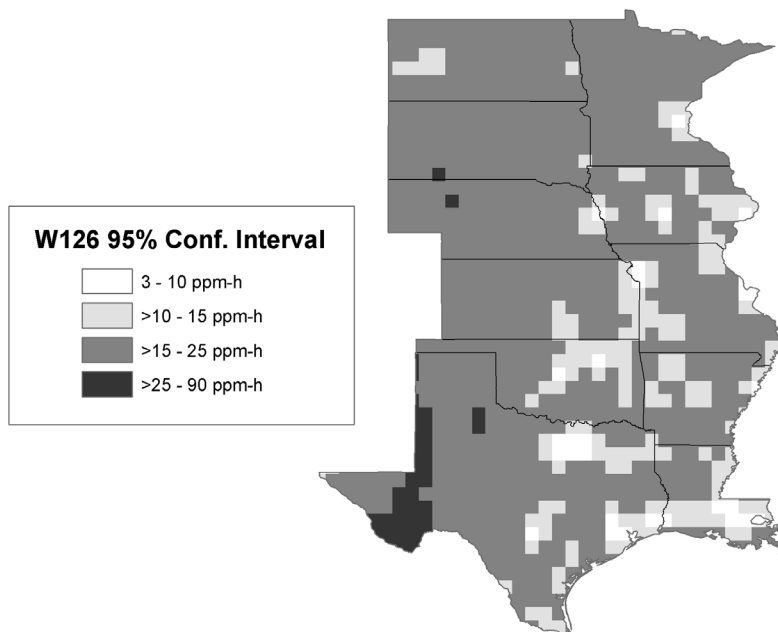 W126 95% Conf. Interval
3 - 10 ppm-h
>10 - 15 ppm-h
>15 - 25 ppm-h
>25 - 90 ppm-h